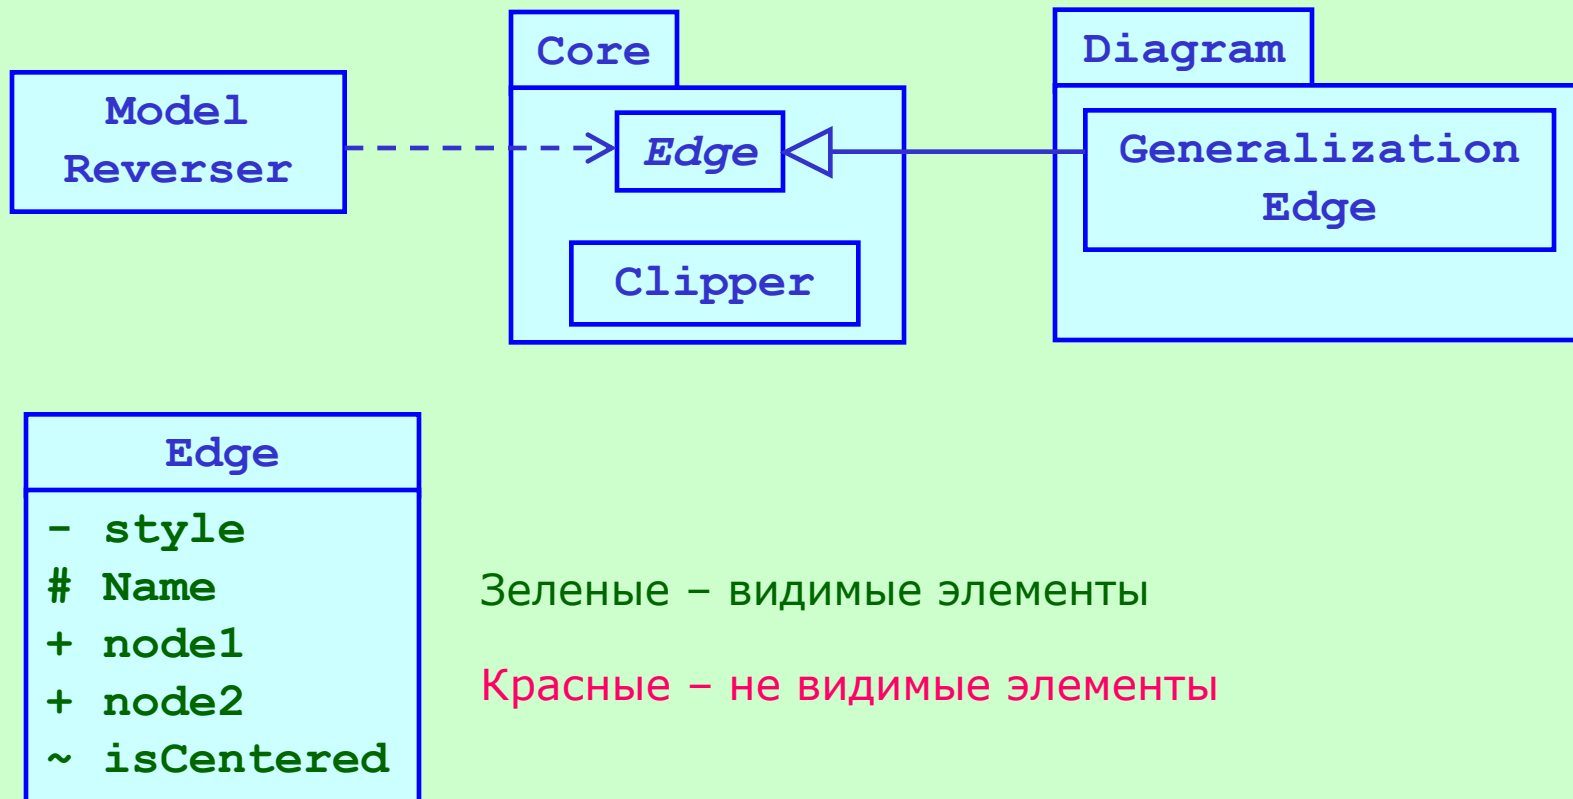 Core
Diagram
Model
Reverser
Edge
Generalization
Edge
Clipper
Edge
- style
# Name
+ node1
+ node2
~ isCentered
Зеленые – видимые элементы
Красные – не видимые элементы